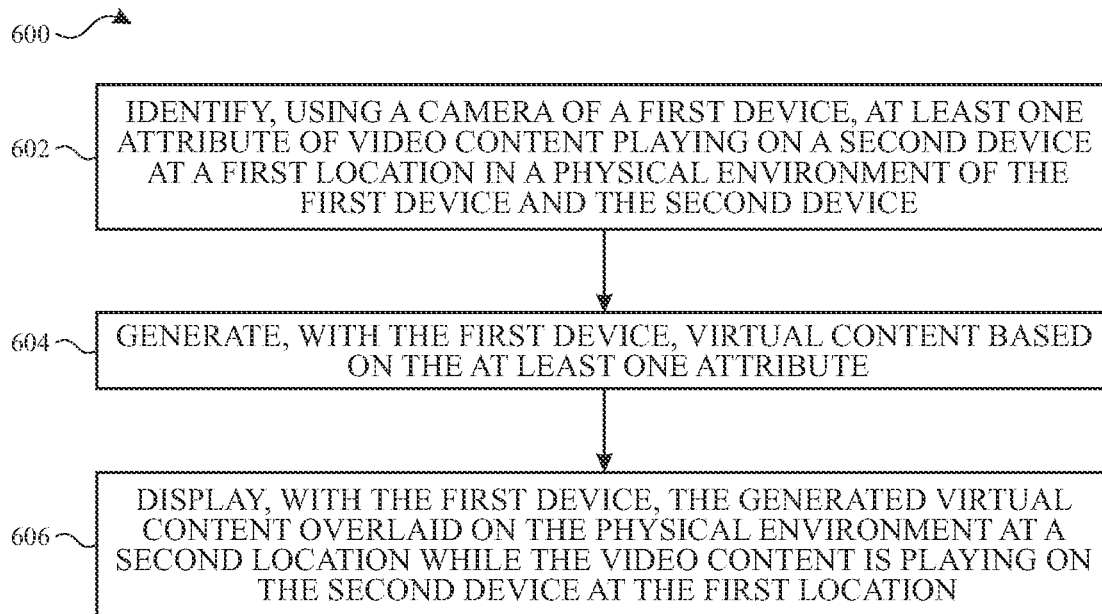 600
602
IDENTIFY, USING A CAMERA OF A FIRST DEVICE, AT LEAST ONE
ATTRIBUTE OF VIDEO CONTENT PLAYING ON A SECOND DEVICE
AT A FIRST LOCATION IN A PHYSICAL ENVIRONMENT OF THE
FIRST DEVICE AND THE SECOND DEVICE
604
GENERATE, WITH THE FIRST DEVICE, VIRTUAL CONTENT BASED
ON THE AT LEAST ONE ATTRIBUTE
606
DISPLAY, WITH THE FIRST DEVICE, THE GENERATED VIRTUAL
CONTENT OVERLAID ON THE PHYSICAL ENVIRONMENT AT A
SECOND LOCATION WHILE THE VIDEO CONTENT IS PLAYING ON
THE SECOND DEVICE AT THE FIRST LOCATION